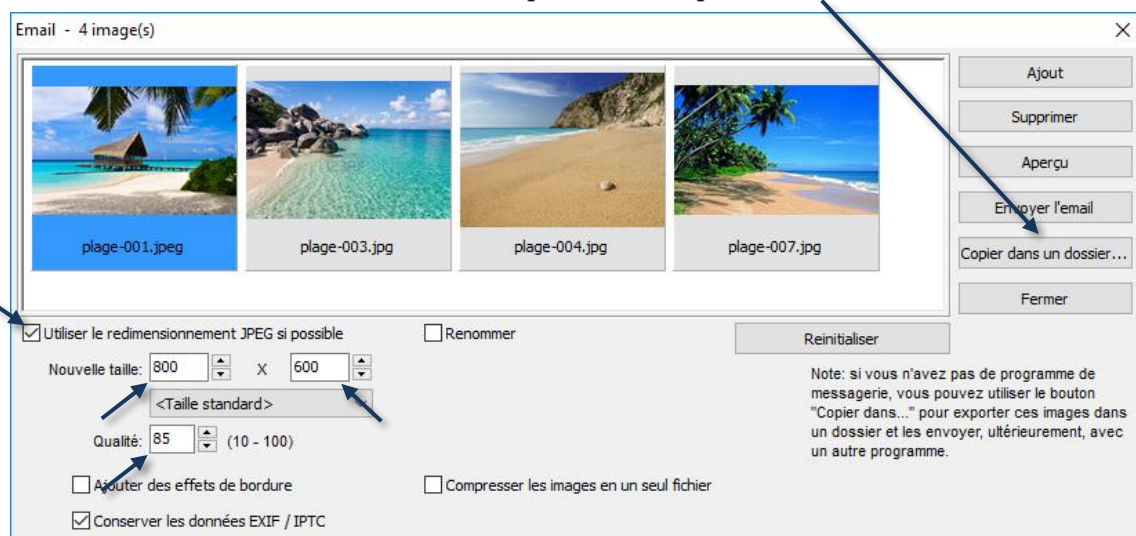 Email - 4 image(s)
Ajout
Supprimer
Aperçu
Envoyer l'email
plage-001.jpeg
plage-003.jpg
plage-004.jpg
plage-007.jpg
Copier dans un dossier...
Fermer
Utiliser le redimensionnement JPEG si possible
Renommer
Reinitialiser
Nouvelle taille: 800 X 600
<Taille standard>
Qualité: 85 (10 - 100)
Note: si vous n'avez pas de programme de
messagerie, vous pouvez utiliser le bouton
"Copier dans..." pour exporter ces images dans
un dossier et les envoyer, ultérieurement, avec
un autre programme.
Ajouter des effets de bordure
Compresser les images en un seul fichier
Conserver les données EXIF / IPTC